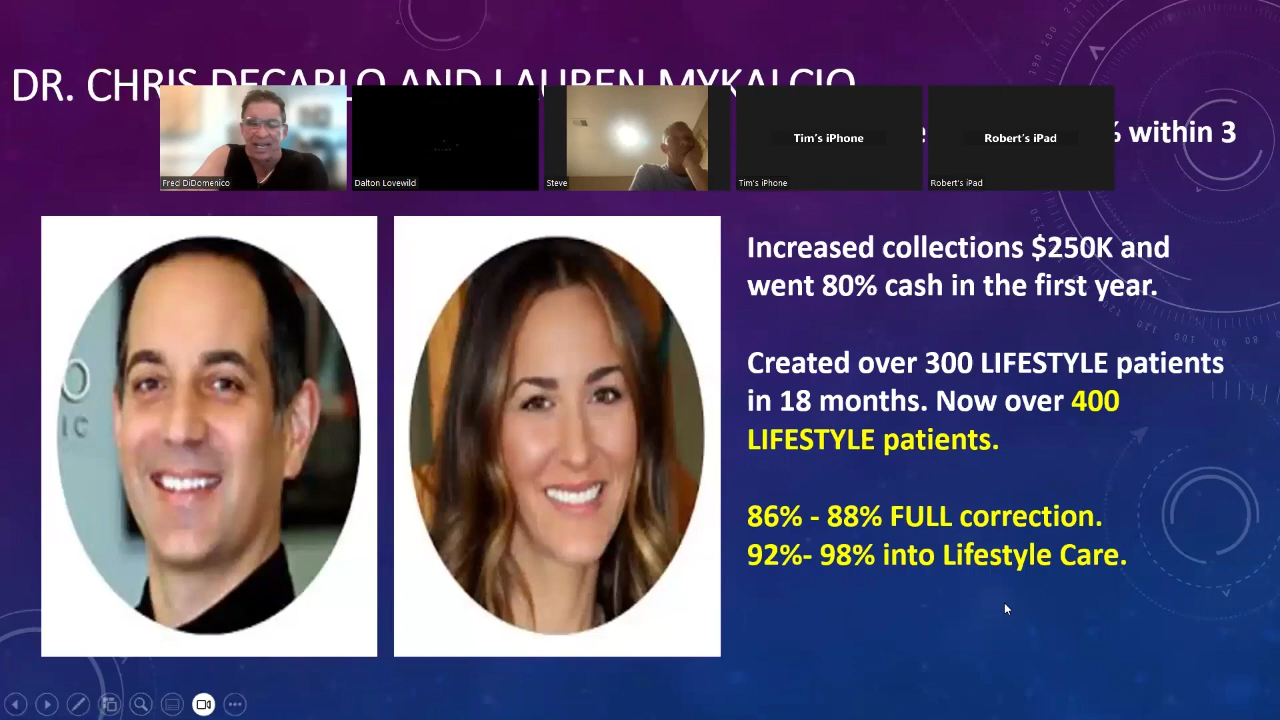 DR. CHRIS DECARLO AND LAUREN MYKALCIO
% within 3
Fred DiDomenico
Dalton Lovewild
Steve
Tim's iPhone
Tim's iPhone
Robert's iPad
Robert's iPad
Increased collections $250K and
went 80% cash in the first year.
Created over 300 LIFESTYLE patients
in 18 months. Now over 400
LIFESTYLE patients.
86% - 88% FULL correction.
92%- 98% into Lifestyle Care.